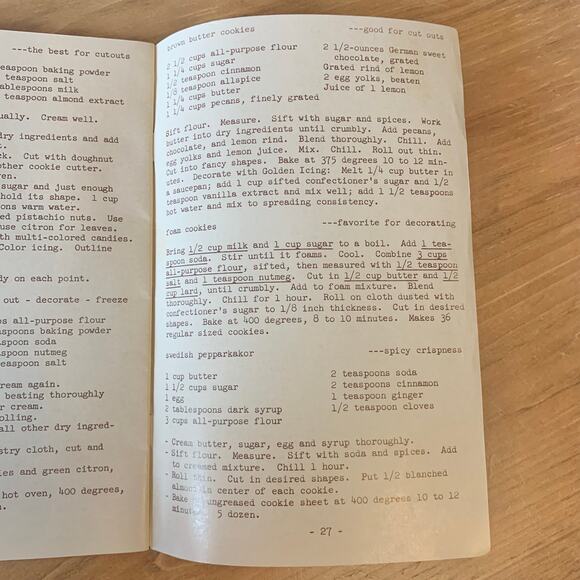 ---the best for cutouts
easpoon baking powder
teaspoon salt
ablespoons milk
teaspoon almond extract
ually. Cream well.
dry ingredients and add
t.
ck. Cut with doughnut
other cookie cutter.
en.
sugar and just enough
hold its shape. 1 cup
ons warm water.
ed pistachio nuts. Use
use citron for leaves.
ith multi-colored candies.
Color icing. Outline
dy on each point.
out - decorate - freeze
ps all-purpose flour
aspoons baking powder
aspoon soda
aspoon nutmeg
teaspoon salt
ream again.
beating thoroughly
r cream.
olling.
all other dry ingred-
stry cloth, cut and
ies and green citron,
hot oven, 400 degrees,
n.
brown butter cookies ---good for cut outs
2 1/2 cups all-purpose flour
1 1/4 cups sugar
1/2 teaspoon cinnamon
1/8 teaspoon allspice
1 1/4 cups butter
1 1/4 cups pecans, finely grated
2 1/2-ounces German sweet
chocolate, grated
Grated rind of lemon
2 egg yolks, beaten
Juice of 1 lemon
Sift flour. Measure. Sift with sugar and spices. Work
butter into dry ingredients until crumbly. Add pecans,
chocolate, and lemon rind. Blend thoroughly. Chill. Add
egg yolks and lemon juice. Mix. Chill. Roll out thin.
Cut into fancy shapes. Bake at 375 degrees 10 to 12 min-
utes. Decorate with Golden Icing: Melt 1/4 cup butter in
a saucepan; add 1 cup sifted confectioner's sugar and 1/2
teaspoon vanilla extract and mix well; add 1 1/2 teaspoons
hot water and mix to spreading consistency.
foam cookies ---favorite for decorating
Bring 1/2 cup milk and 1 cup sugar to a boil. Add 1 tea-
spoon soda. Stir until it foams. Cool. Combine 3 cups
all-purpose flour, sifted, then measured with 1/2 teaspoon
salt and 1 teaspoon nutmeg. Cut in 1/2 cup butter and 1/2
cup lard, until crumbly. Add to foam mixture. Blend
thoroughly. Chill for 1 hour. Roll on cloth dusted with
confectioner's sugar to 1/8 inch thickness. Cut in desired
shapes. Bake at 400 degrees, 8 to 10 minutes. Makes 36
regular sized cookies.
swedish pepparkakor ---spicy crispness
1 cup butter
1 1/2 cups sugar
1 egg
2 tablespoons dark syrup
3 cups all-purpose flour
2 teaspoons soda
2 teaspoons cinnamon
1 teaspoon ginger
1/2 teaspoon cloves
- Cream butter, sugar, egg and syrup thoroughly.
- Sift flour. Measure. Sift with soda and spices. Add
to creamed mixture. Chill 1 hour.
- Roll thin. Cut in desired shapes. Put 1/2 blanched
almond in center of each cookie.
- Bake on ungreased cookie sheet at 400 degrees 10 to 12
minutes. 5 dozen.
- 27 -